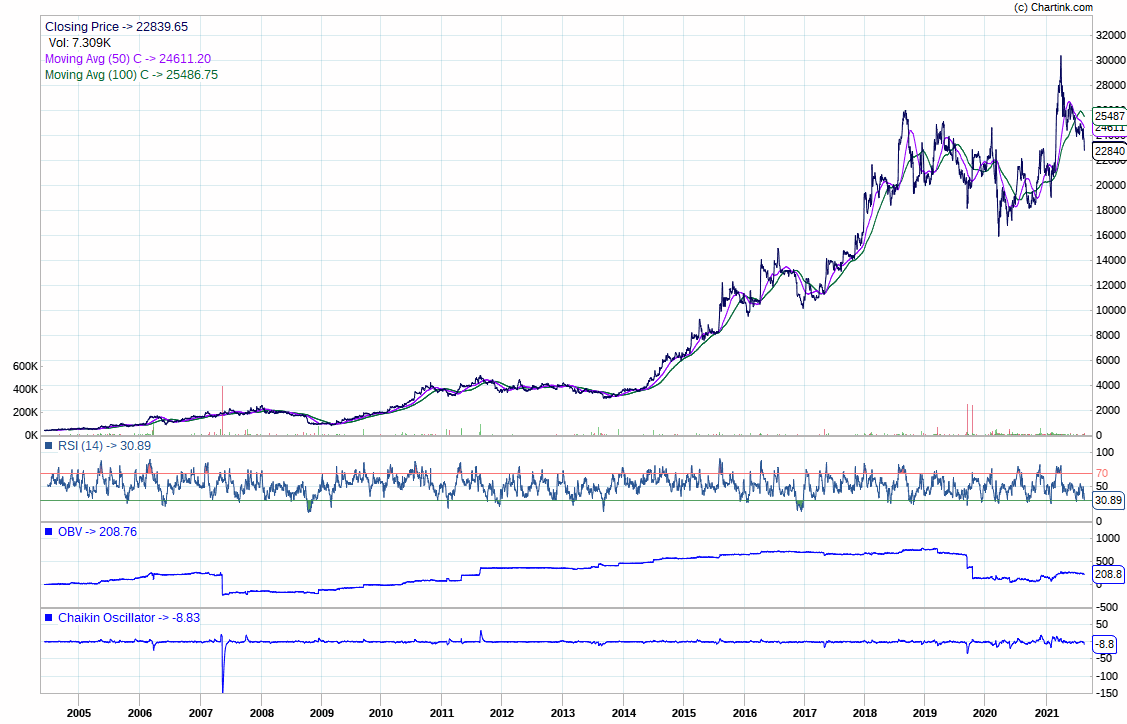 (c) Chartink.com
Closing Price -> 22839.65
Vol: 7.309K
Moving Avg (50) C -> 24611.20
Moving Avg (100) C -> 25486.75
32000
30000
28000
25487
24611
22840
20000
18000
16000
14000
12000
10000
8000
6000
4000
2000
0
600K
400K
200K
0K
RSI (14) -> 30.89
100
70
50
30.89
0
OBV -> 208.76
1000
500
208.8
0
-500
Chaikin Oscillator -> -8.83
50
-8.8
-50
-100
-150
2005 2006 2007 2008 2009 2010 2011 2012 2013 2014 2015 2016 2017 2018 2019 2020 2021